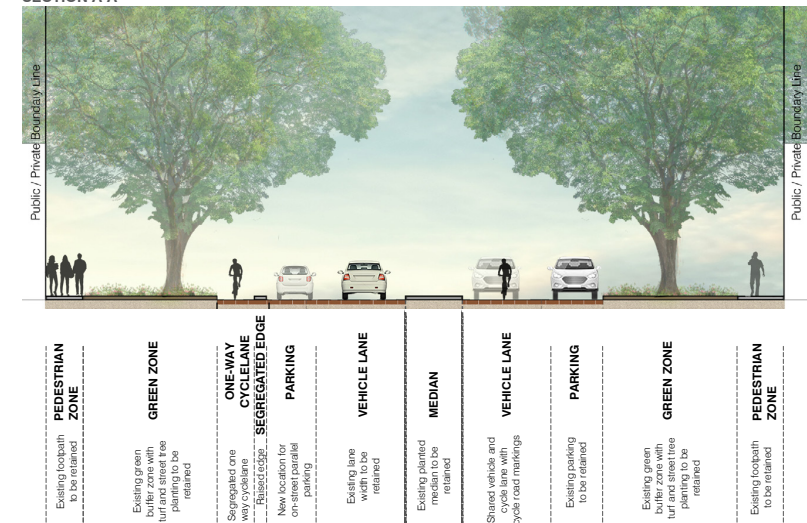 SECTION A-A
Public / Private Boundary Line
Public / Private Boundary Line
PEDESTRIAN
ZONE
GREEN ZONE
ONE-WAY
CYCLELANE
SEGREGATED EDGE
PARKING
VEHICLE LANE
MEDIAN
VEHICLE LANE
PARKING
GREEN ZONE
PEDESTRIAN
ZONE
Existing footpath
to be retained
Existing green
buffer zone with
turf and street tree
planting to be
retained
Segregated one
way cyclelane
Raised edge
New location for
on-street parallel
parking
Existing lane
width to be
retained
Existing planted
median to be
retained
Shared vehicle and
cycle lane with
cycle road markings
Existing parking
to be retained
Existing green
buffer zone with
turf and street tree
planting to be
retained
Existing footpath
to be retained